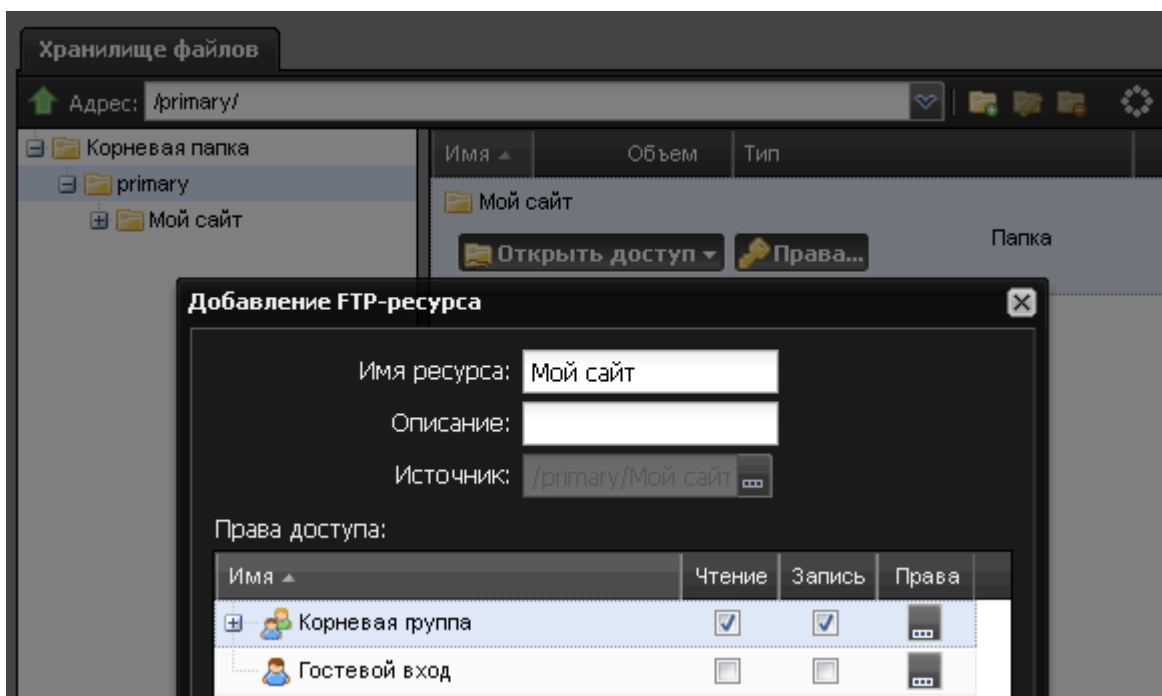 Хранилище файлов
Адрес: /primary/
Корневая папка
primary
Мой сайт
Имя Объем Тип
Мой сайт
Открыть доступ Права...
Папка
Добавление FTP-ресурса
Имя ресурса: Мой сайт
Описание:
Источник: /primary/Мой сайт
Права доступа:
Имя Чтение Запись Права
Корневая группа
Гостевой вход